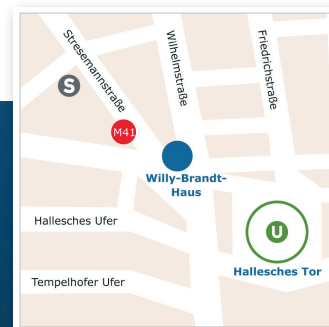 Stresemannstraße
Wilhelmstraße
Friedrichstraße
S
M41
Willy-Brandt-
Haus
Hallesches Ufer
U
Hallesches Tor
Tempelhofer Ufer